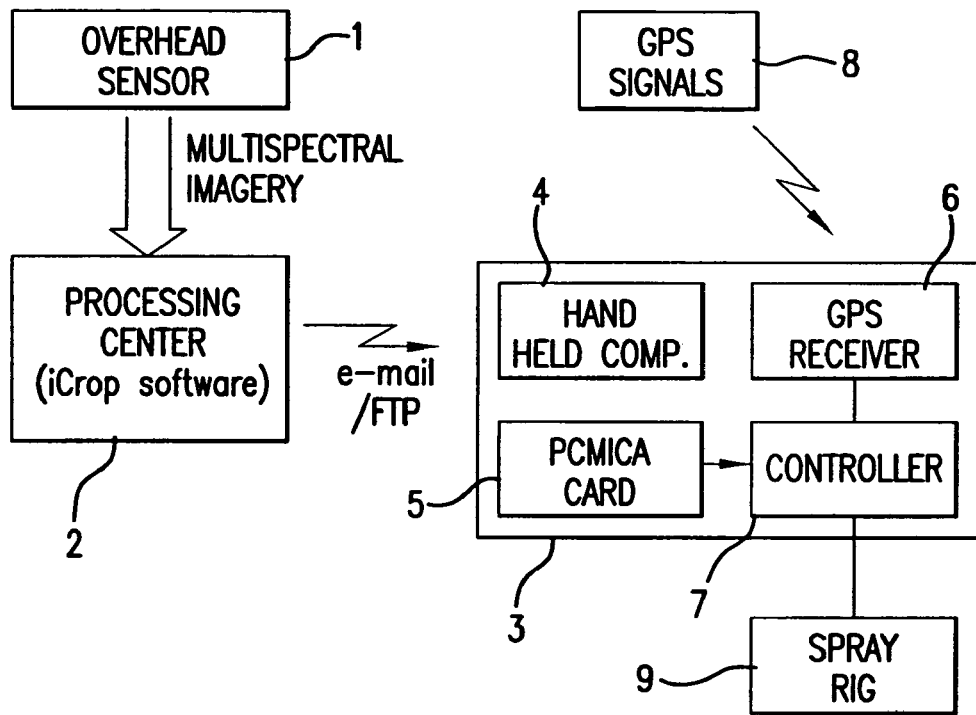 OVERHEAD
SENSOR
1
GPS
SIGNALS
8
MULTISPECTRAL
IMAGERY
4
6
PROCESSING
CENTER
(iCrop software)
2
e-mail
/FTP
HAND
HELD COMP.
GPS
RECEIVER
PCMICA
CARD
5
CONTROLLER
7
3
SPRAY
RIG
9